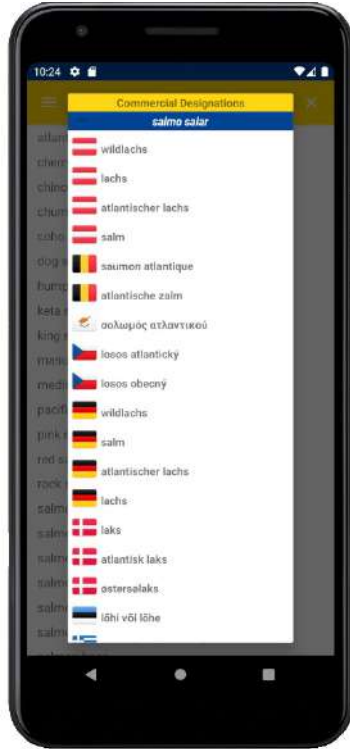 10:24
Commercial Designations
salmo salar
wildlachs
lachs
atlantischer lachs
salm
saumon atlantique
atlantische zalm
σολωμός ατλαντικού
losos atlantický
losos obecný
wildlachs
salm
atlantischer lachs
lachs
laks
atlantisk laks
østersølaks
lõhi või lõhe